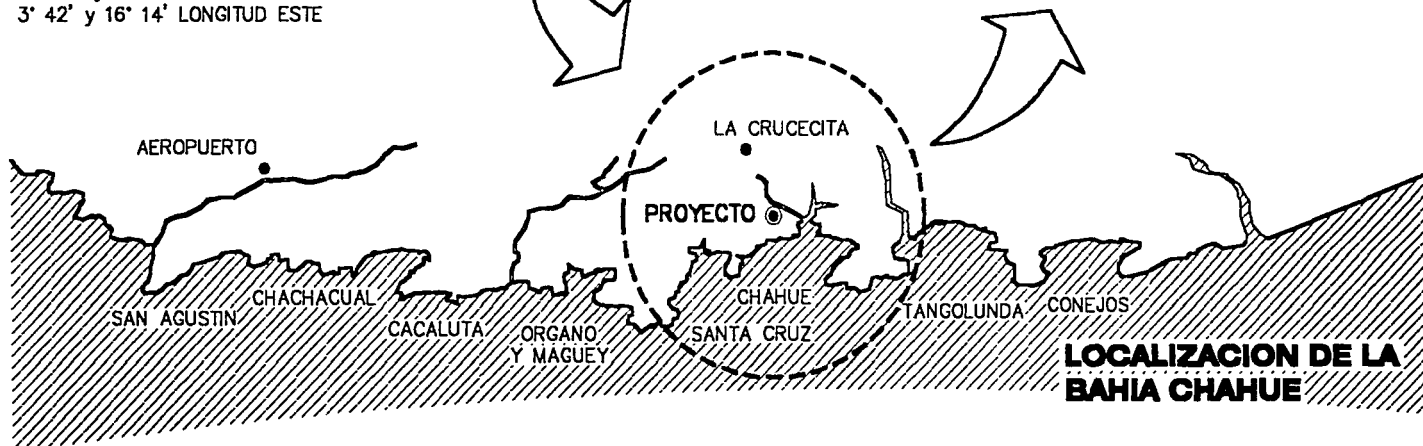 3° 42' y 16° 14' LONGITUD ESTE
AEROPUERTO
LA CRUCECITA
PROYECTO
SAN AGUSTIN
CHACHACUAL
CACALUTA
ORGANO
Y MAGUEY
CHAHUE
SANTA CRUZ
TANGOLUNDA
CONEJOS
LOCALIZACION DE LA
BAHIA CHAHUE